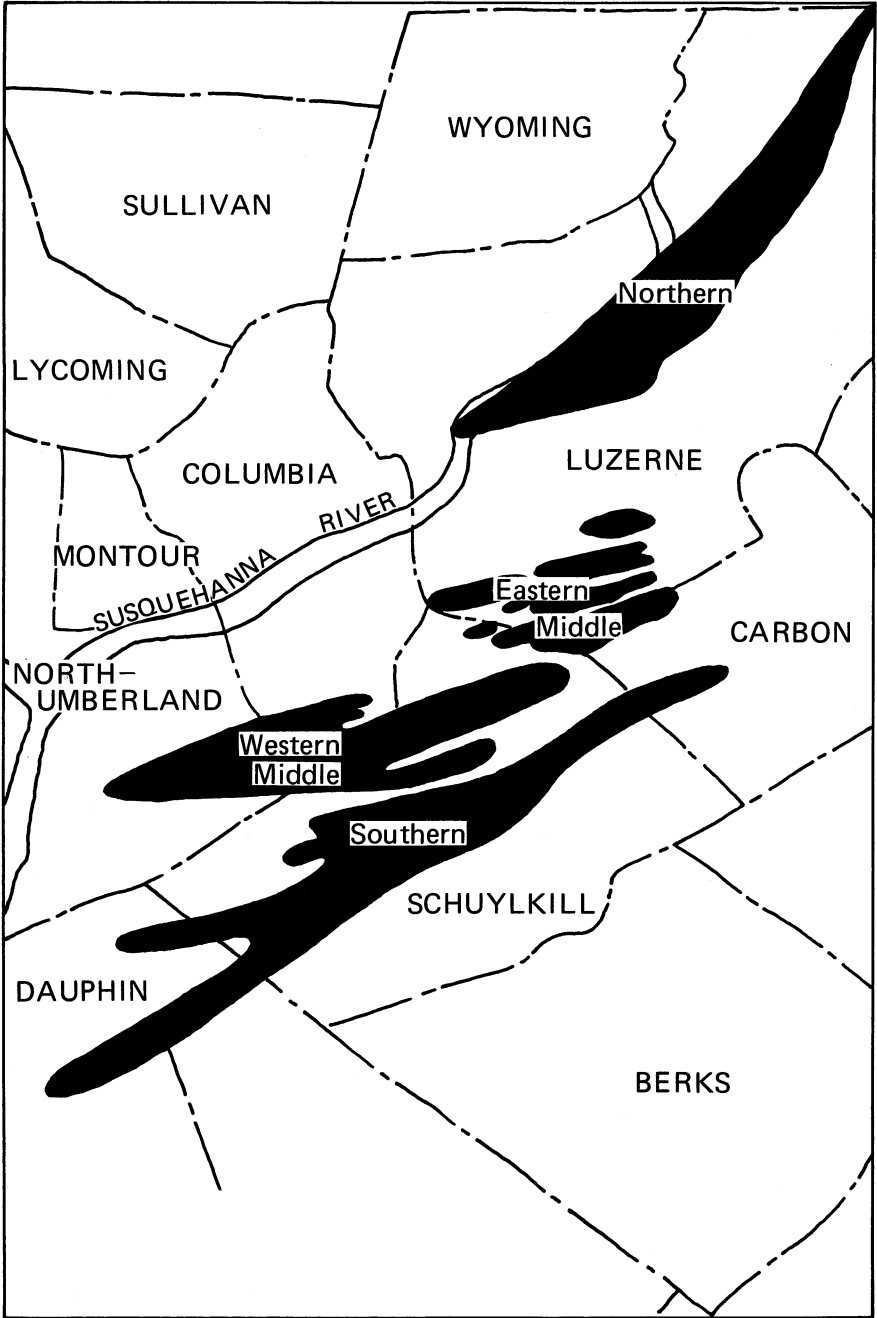 WYOMING
SULLIVAN
Northern
LYCOMING
LUZERNE
COLUMBIA
SUSQUEHANNA RIVER
MONTOUR
Eastern
Middle
CARBON
NORTH–
UMBERLAND
Western
Middle
Southern
SCHUYLKILL
DAUPHIN
BERKS